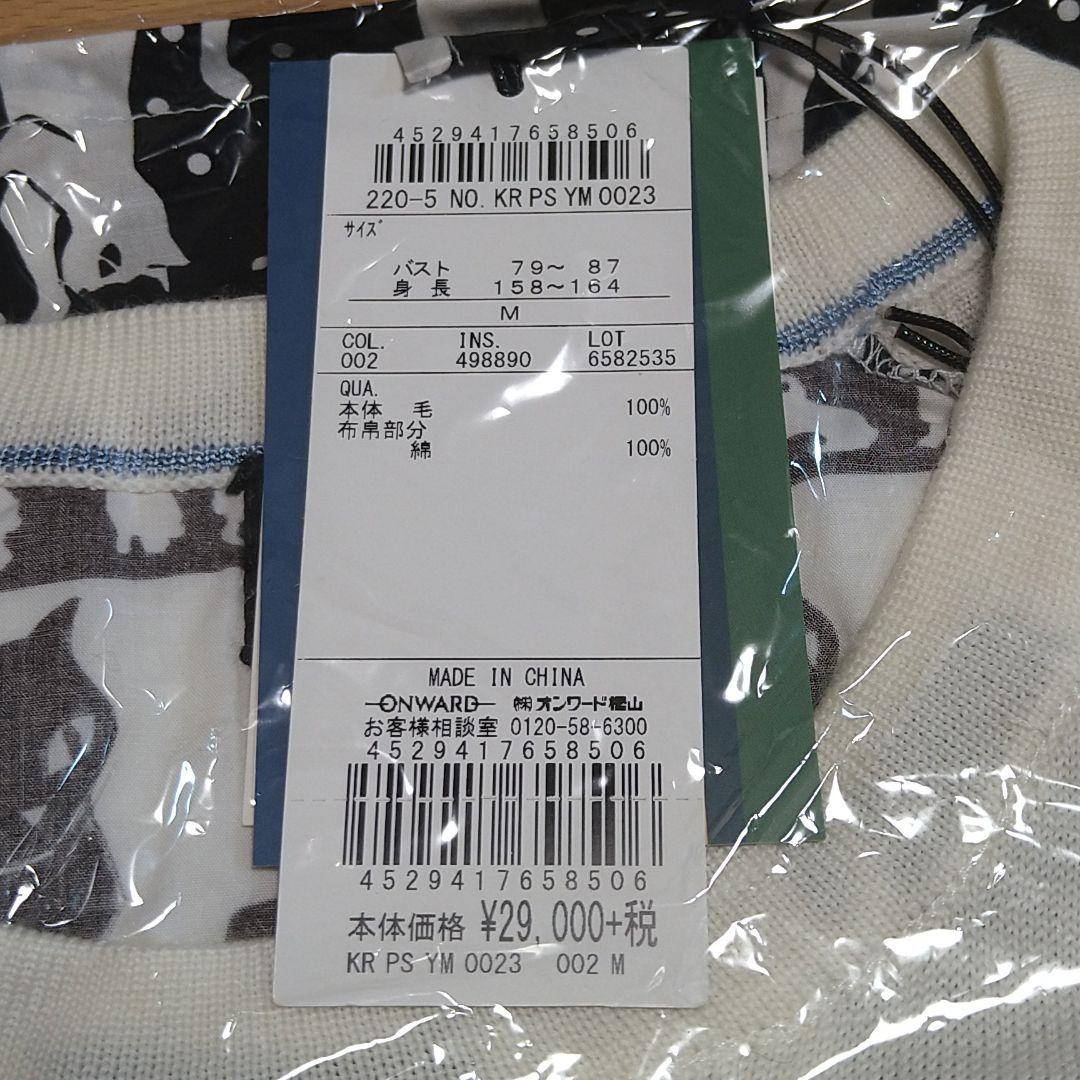 4529417658506
220-5 NO. KR PS YM 0023
サイズ
バスト 79～ 87
身 長 158～164
M
COL. INS. LOT
002 498890 6582535
QUA.
本体 毛 100%
布帛部分
綿 100%
MADE IN CHINA
ONWARD ㈱オンワード樫山
お客様相談室 0120-58-6300
4529417658506
4529417658506
本体価格 ¥29,000+税
KR PS YM 0023 002 M